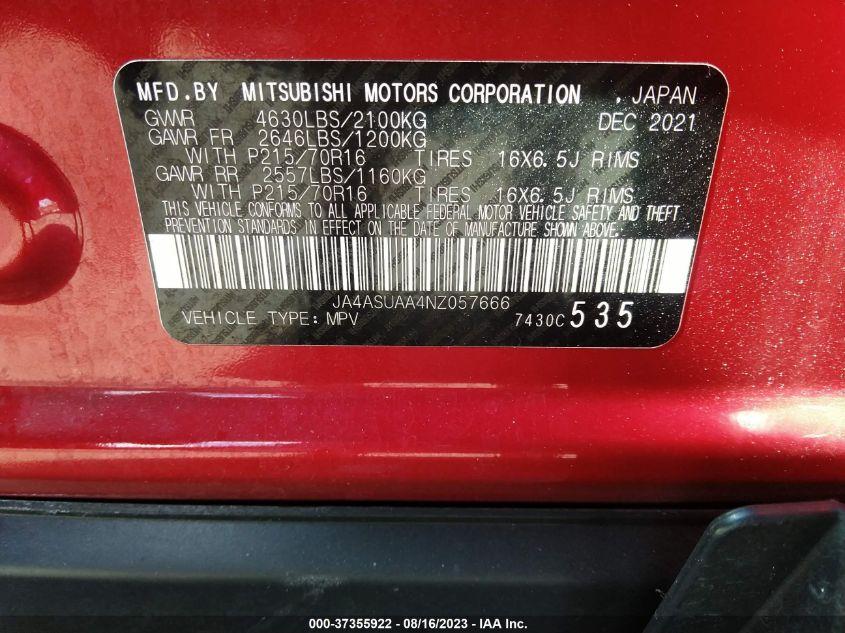 MFD.BY MITSUBISHI MOTORS CORPORATION , JAPAN
GVWR 4630LBS/2100KG DEC 2021
GAWR FR 2646LBS/1200KG
WITH P215/70R16 TIRES 16X6.5J RIMS
GAWR RR 2557LBS/1160KG
WITH P215/70R16 TIRES 16X6.5J RIMS
THIS VEHICLE CONFORMS TO ALL APPLICABLE FEDERAL MOTOR VEHICLE SAFETY AND THEFT
PREVENTION STANDARDS IN EFFECT ON THE DATE OF MANUFACTURE SHOWN ABOVE.
JA4ASUAA4NZ057666
VEHICLE TYPE: MPV 7430C 535
000-37355922 - 08/16/2023 - IAA Inc.